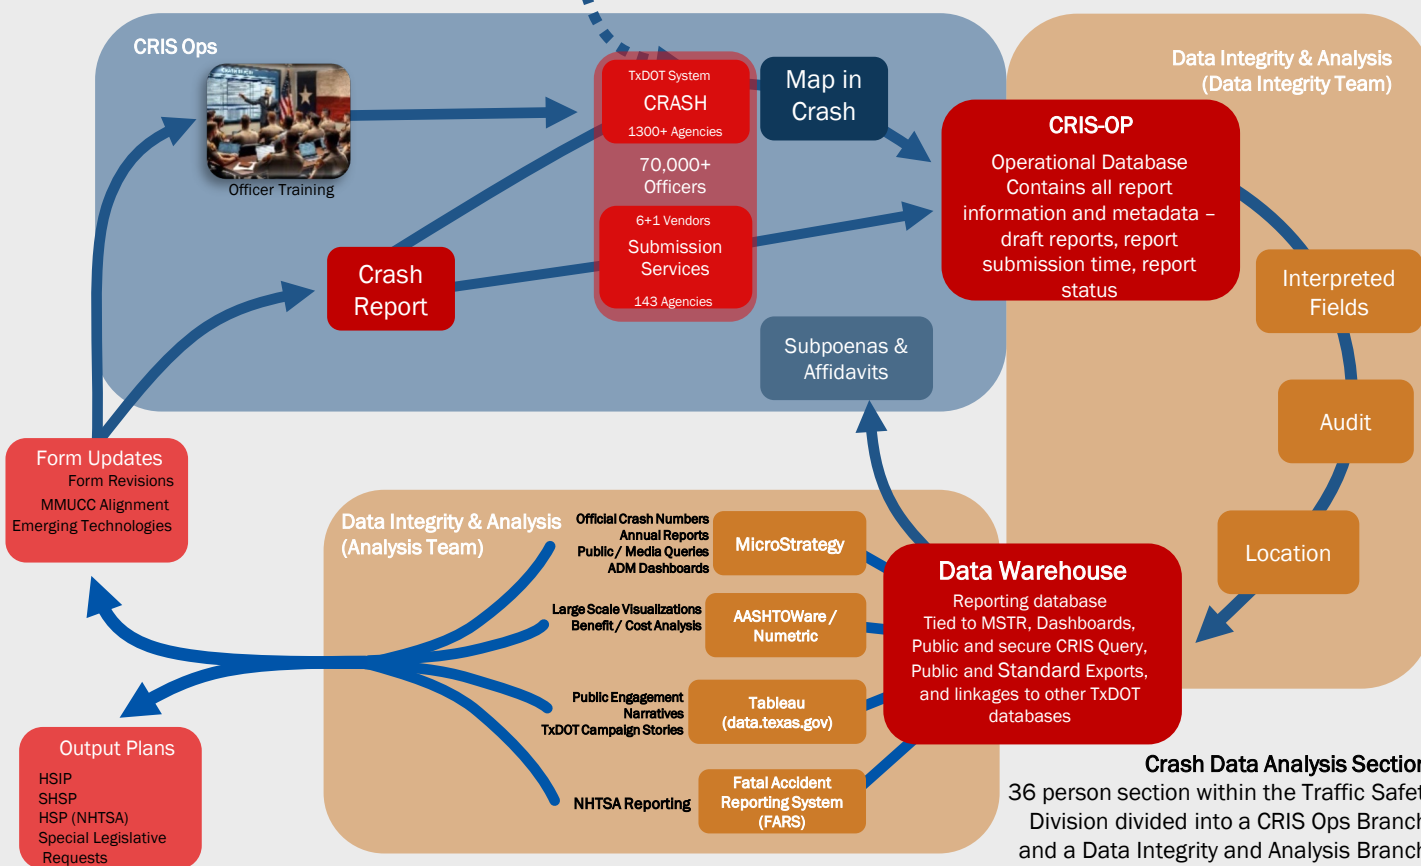 CRIS Ops
Officer Training
TxDOT System
CRASH
1300+ Agencies
70,000+
Officers
6+1 Vendors
Submission
Services
143 Agencies
Map in
Crash
Crash
Report
Subpoenas &
Affidavits
Data Integrity & Analysis
(Data Integrity Team)
CRIS-OP
Operational Database
Contains all report
information and metadata –
draft reports, report
submission time, report
status
Interpreted
Fields
Audit
Location
Form Updates
Form Revisions
MMUCC Alignment
Emerging Technologies
Data Integrity & Analysis
(Analysis Team)
Official Crash Numbers
Annual Reports
Public / Media Queries
ADM Dashboards
MicroStrategy
Large Scale Visualizations
Benefit / Cost Analysis
AASHTOWare /
Numetric
Public Engagement
Narratives
TxDOT Campaign Stories
Tableau
(data.texas.gov)
NHTSA Reporting
Fatal Accident
Reporting System
(FARS)
Data Warehouse
Reporting database
Tied to MSTR, Dashboards,
Public and secure CRIS Query,
Public and Standard Exports,
and linkages to other TxDOT
databases
Output Plans
HSIP
SHSP
HSP (NHTSA)
Special Legislative
Requests
Crash Data Analysis Section
36 person section within the Traffic Safet
Division divided into a CRIS Ops Branch
and a Data Integrity and Analysis Branch